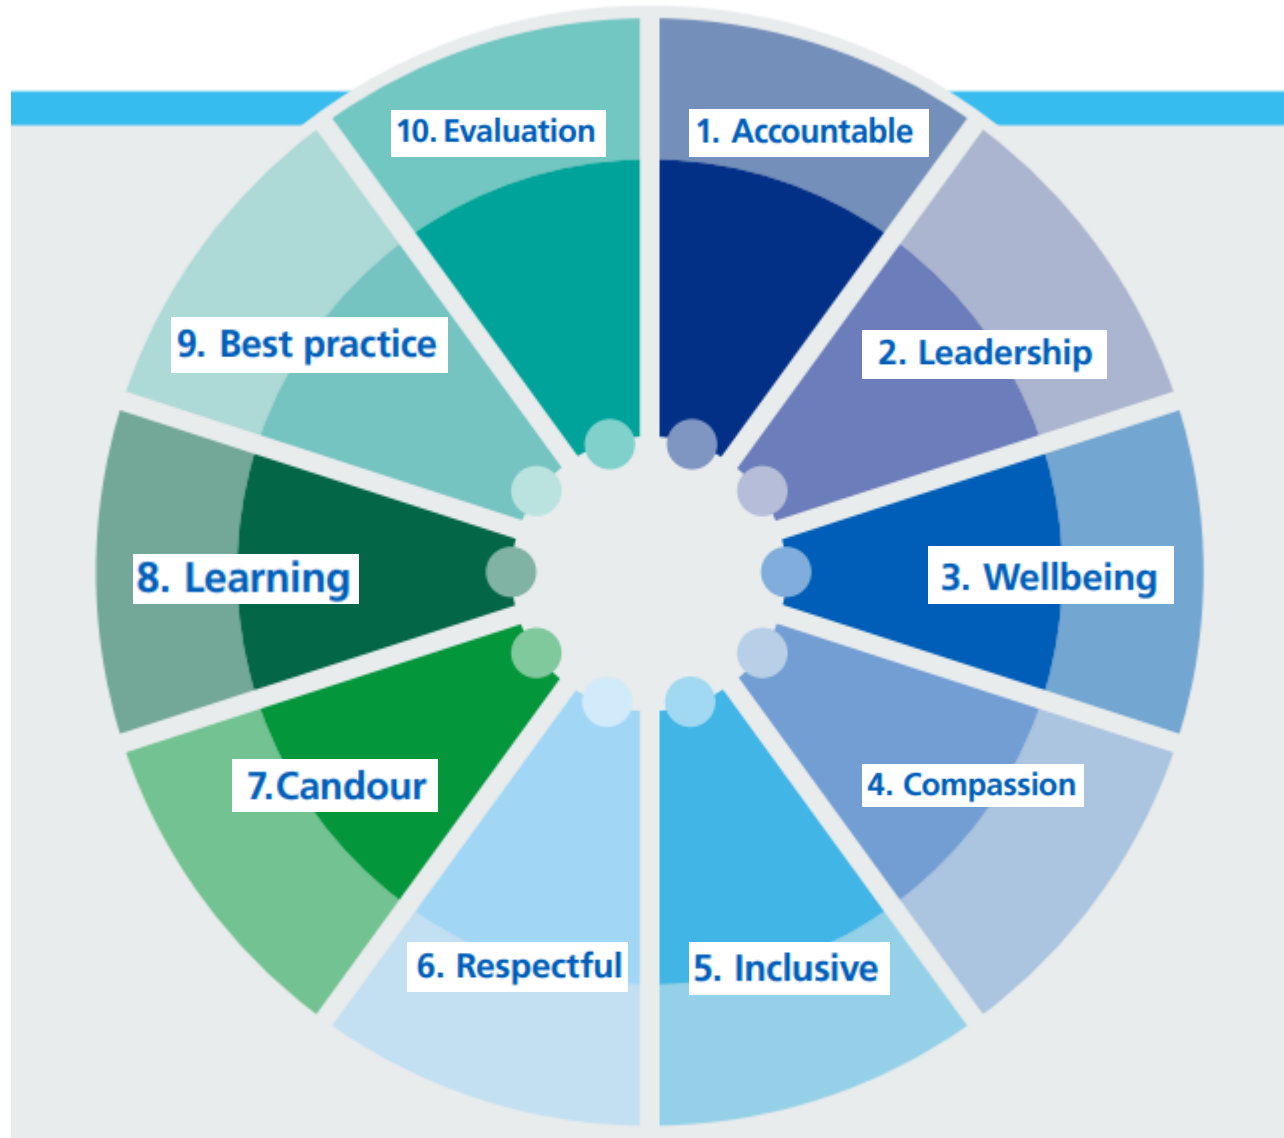 1. Accountable
2. Leadership
3. Wellbeing
4. Compassion
5. Inclusive
6. Respectful
7.Candour
8. Learning
9. Best practice
10. Evaluation